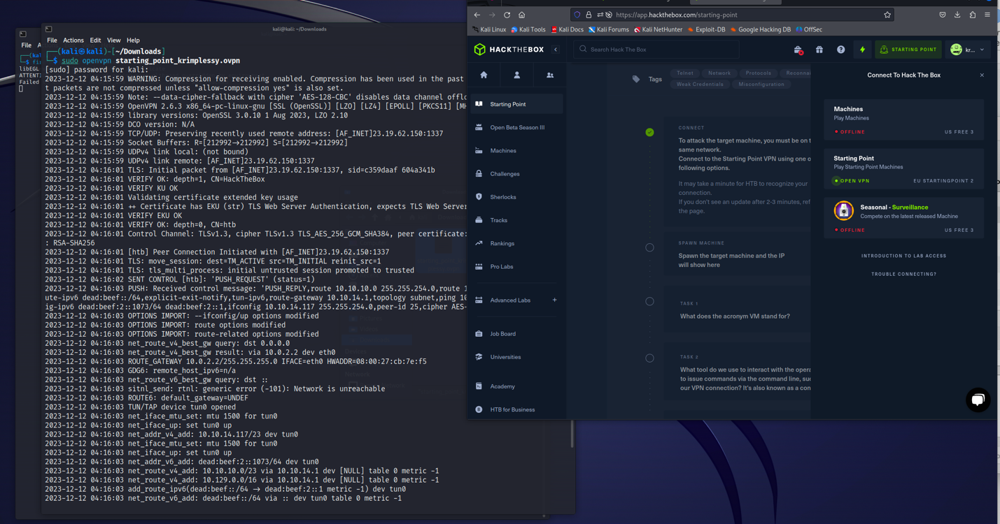 kali@kali: ~/Downloads
File Actions Edit View Help
(kali㉿kali)-[~/Downloads]
$ sudo openvpn starting_point_krimplessy.ovpn
[sudo] password for kali:
2023-12-12 04:15:59 WARNING: Compression for receiving enabled. Compression has been used in the past
t packets are not compressed unless "allow-compression yes" is also set.
2023-12-12 04:15:59 Note: --data-cipher-fallback with cipher 'AES-128-CBC' disables data channel offlo
2023-12-12 04:15:59 OpenVPN 2.6.3 x86_64-pc-linux-gnu [SSL (OpenSSL)] [LZO] [LZ4] [EPOLL] [PKCS11] [MH
2023-12-12 04:15:59 library versions: OpenSSL 3.0.10 1 Aug 2023, LZO 2.10
2023-12-12 04:15:59 DCO version: N/A
2023-12-12 04:15:59 TCP/UDP: Preserving recently used remote address: [AF_INET]23.19.62.150:1337
2023-12-12 04:15:59 Socket Buffers: R=[212992→212992] S=[212992→212992]
2023-12-12 04:15:59 UDPv4 link local: (not bound)
2023-12-12 04:15:59 UDPv4 link remote: [AF_INET]23.19.62.150:1337
2023-12-12 04:16:01 TLS: Initial packet from [AF_INET]23.19.62.150:1337, sid=c359daaf 604a341b
2023-12-12 04:16:01 VERIFY OK: depth=1, CN=HackTheBox
2023-12-12 04:16:01 VERIFY KU OK
2023-12-12 04:16:01 Validating certificate extended key usage
2023-12-12 04:16:01 ++ Certificate has EKU (str) TLS Web Server Authentication, expects TLS Web Server
2023-12-12 04:16:01 VERIFY EKU OK
2023-12-12 04:16:01 VERIFY OK: depth=0, CN=htb
2023-12-12 04:16:01 Control Channel: TLSv1.3, cipher TLSv1.3 TLS_AES_256_GCM_SHA384, peer certificate:
: RSA-SHA256
2023-12-12 04:16:01 [htb] Peer Connection Initiated with [AF_INET]23.19.62.150:1337
2023-12-12 04:16:01 TLS: move_session: dest=TM_ACTIVE src=TM_INITIAL reinit_src=1
2023-12-12 04:16:01 TLS: tls_multi_process: initial untrusted session promoted to trusted
2023-12-12 04:16:02 SENT CONTROL [htb]: 'PUSH_REQUEST' (status=1)
2023-12-12 04:16:03 PUSH: Received control message: 'PUSH_REPLY,route 10.10.10.0 255.255.254.0,route 1
ute-ipv6 dead:beef::/64,explicit-exit-notify,tun-ipv6,route-gateway 10.10.14.1,topology subnet,ping 10
ig-ipv6 dead:beef:2::1073/64 dead:beef:2::1,ifconfig 10.10.14.117 255.255.254.0,peer-id 25,cipher AES-
2023-12-12 04:16:03 OPTIONS IMPORT: --ifconfig/up options modified
2023-12-12 04:16:03 OPTIONS IMPORT: route options modified
2023-12-12 04:16:03 OPTIONS IMPORT: route-related options modified
2023-12-12 04:16:03 net_route_v4_best_gw query: dst 0.0.0.0
2023-12-12 04:16:03 net_route_v4_best_gw result: via 10.0.2.2 dev eth0
2023-12-12 04:16:03 ROUTE_GATEWAY 10.0.2.2/255.255.255.0 IFACE=eth0 HWADDR=08:00:27:cb:7e:f5
2023-12-12 04:16:03 GDG6: remote_host_ipv6=n/a
2023-12-12 04:16:03 net_route_v6_best_gw query: dst ::
2023-12-12 04:16:03 sitnl_send: rtnl: generic error (-101): Network is unreachable
2023-12-12 04:16:03 ROUTE6: default_gateway=UNDEF
2023-12-12 04:16:03 TUN/TAP device tun0 opened
2023-12-12 04:16:03 net_iface_mtu_set: mtu 1500 for tun0
2023-12-12 04:16:03 net_iface_up: set tun0 up
2023-12-12 04:16:03 net_addr_v4_add: 10.10.14.117/23 dev tun0
2023-12-12 04:16:03 net_iface_mtu_set: mtu 1500 for tun0
2023-12-12 04:16:03 net_iface_up: set tun0 up
2023-12-12 04:16:03 net_addr_v6_add: dead:beef:2::1073/64 dev tun0
2023-12-12 04:16:03 net_route_v4_add: 10.10.10.0/23 via 10.10.14.1 dev [NULL] table 0 metric -1
2023-12-12 04:16:03 net_route_v4_add: 10.129.0.0/16 via 10.10.14.1 dev [NULL] table 0 metric -1
2023-12-12 04:16:03 add_route_ipv6(dead:beef::/64 → dead:beef:2::1 metric -1) dev tun0
2023-12-12 04:16:03 net_route_v6_add: dead:beef::/64 via :: dev tun0 table 0 metric -1
File A
(kal
$ fi
libEGL
ATTENTI
Failed
https://app.hackthebox.com/starting-point
Kali Linux Kali Tools Kali Docs Kali Forums Kali NetHunter Exploit-DB Google Hacking DB OffSec
HACKTHEBOX
Search Hack The Box
STARTING POINT
kr...
Starting Point
Open Beta Season III
Machines
Challenges
Sherlocks
Tracks
Rankings
Pro Labs
Advanced Labs +
Job Board
Universities
Academy
HTB for Business
Tags
Telnet Network Protocols Reconnai
Weak Credentials Misconfiguration
CONNECT
To attack the target machine, you must be on t
same network.
Connect to the Starting Point VPN using one o
following options.
It may take a minute for HTB to recognize your
connection.
If you don't see an update after 2-3 minutes, ref
the page.
SPAWN MACHINE
Spawn the target machine and the IP
will show here
TASK 1
What does the acronym VM stand for?
TASK 2
What tool do we use to interact with the opera
to issue commands via the command line, suc
our VPN connection? It's also known as a con
Connect To Hack The Box
Machines
Play Machines
OFFLINE US FREE 3
Starting Point
Play Starting Point Machines
OPEN VPN EU STARTINGPOINT 2
Seasonal - Surveillance
Compete on the latest released Machine
OFFLINE US FREE 3
INTRODUCTION TO LAB ACCESS
TROUBLE CONNECTING?